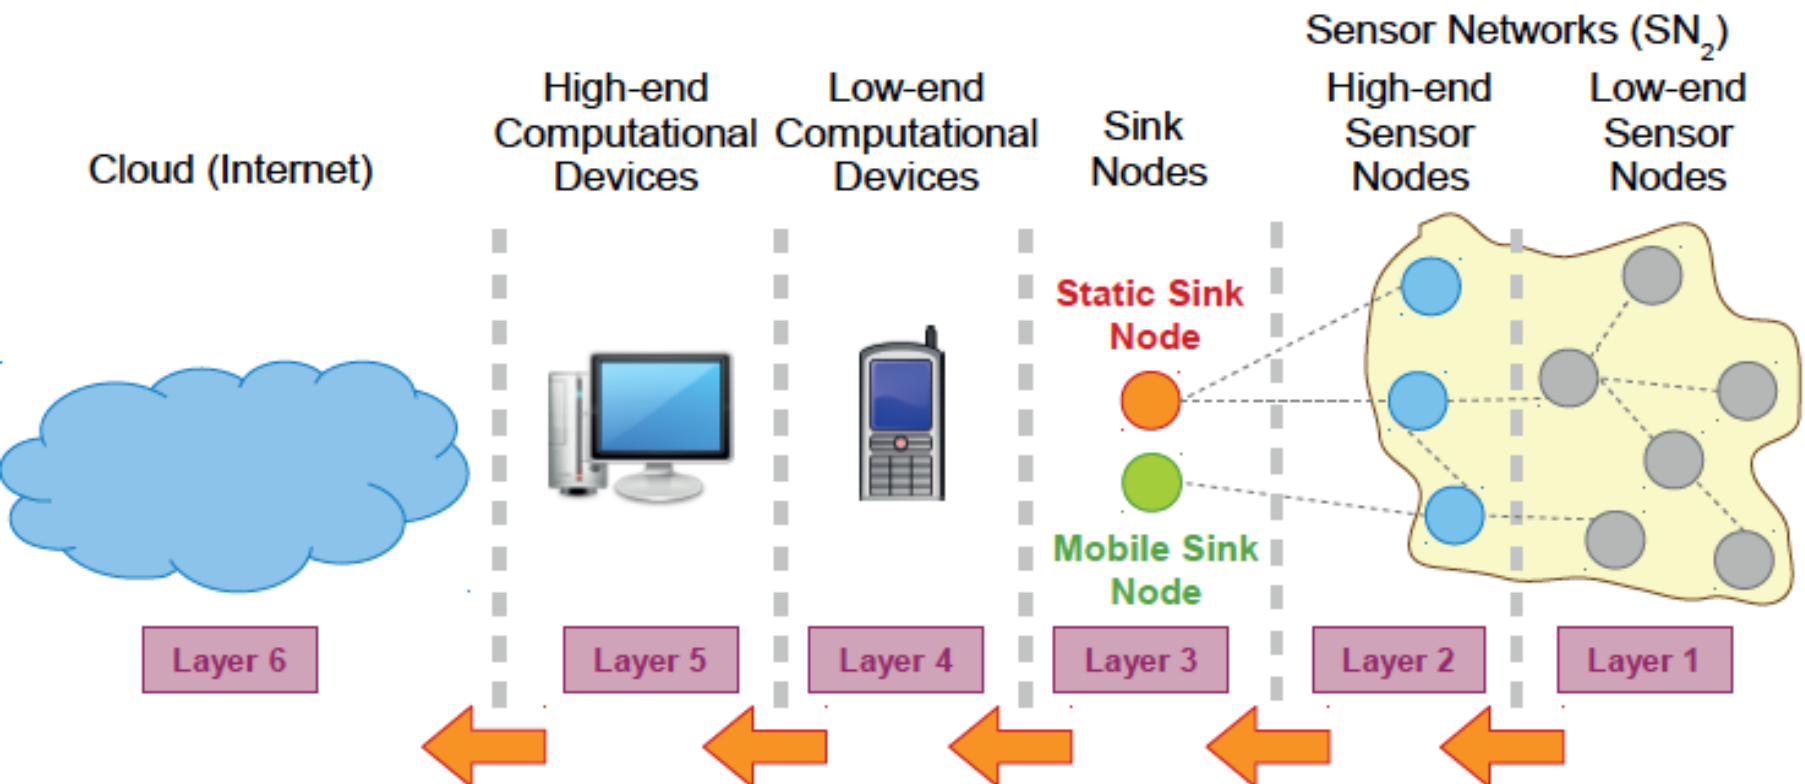 Sensor Networks (SN2)
Cloud (Internet)
High-end
Computational
Devices
Low-end
Computational
Devices
Sink
Nodes
High-end
Sensor
Nodes
Low-end
Sensor
Nodes
Static Sink
Node
Mobile Sink
Node
Layer 6
Layer 5
Layer 4
Layer 3
Layer 2
Layer 1